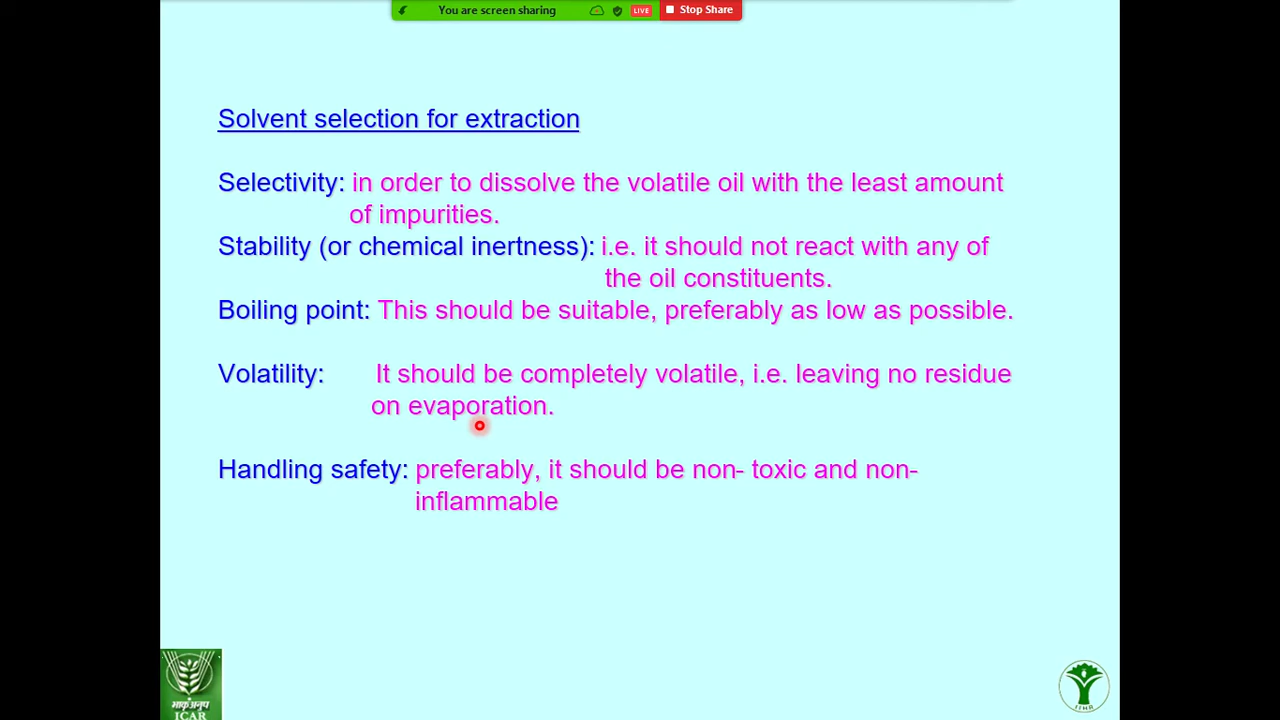 You are screen sharing LIVE Stop Share
Solvent selection for extraction
Selectivity: in order to dissolve the volatile oil with the least amount
of impurities.
Stability (or chemical inertness): i.e. it should not react with any of
the oil constituents.
Boiling point: This should be suitable, preferably as low as possible.
Volatility: It should be completely volatile, i.e. leaving no residue
on evaporation.
Handling safety: preferably, it should be non- toxic and non-
inflammable
भाकृअनुप
ICAR
IIHR